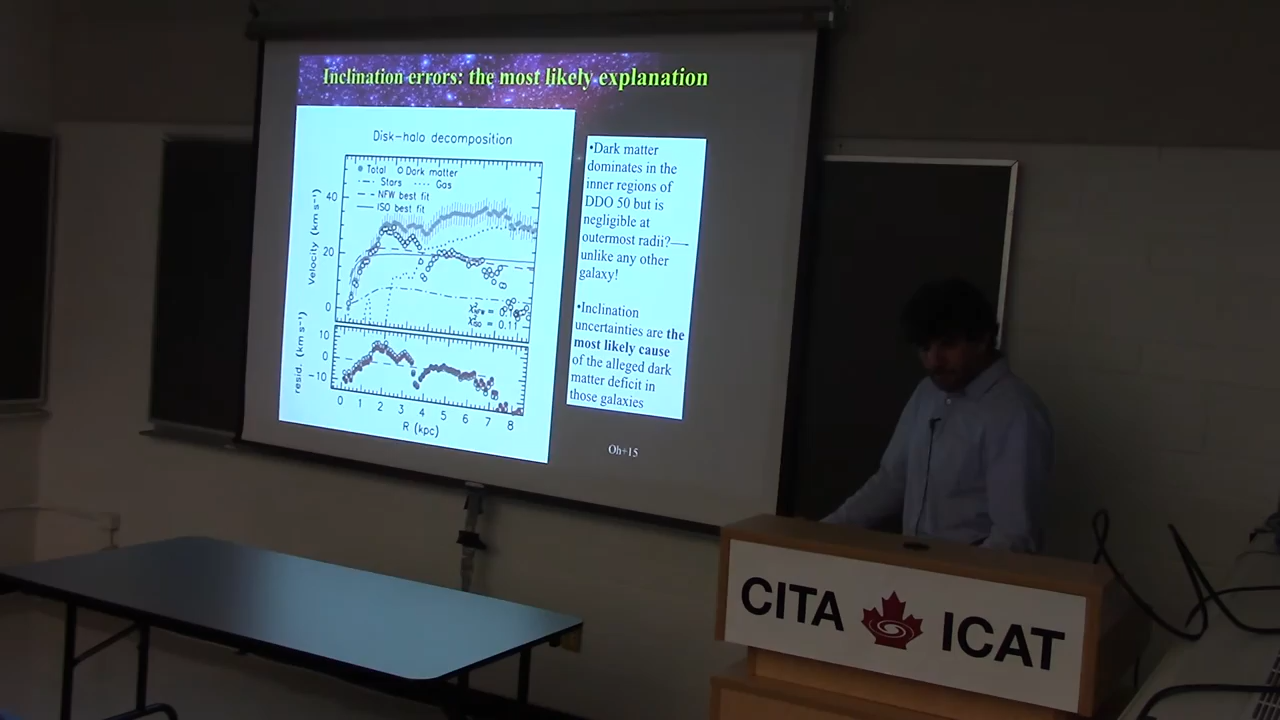 Inclination errors: the most likely explanation
Disk-halo decomposition
Total Dark matter
Stars Gas
NFW best fit
ISO best fit
Velocity (km s⁻¹)
40
20
0
resid. (km s⁻¹)
10
0
-10
0 1 2 3 4 5 6 7 8
R (kpc)
•Dark matter
dominates in the
inner regions of
DDO 50 but is
negligible at
outermost radii?—
unlike any other
galaxy!
•Inclination
uncertainties are the
most likely cause
of the alleged dark
matter deficit in
those galaxies
Oh+15
CITA ICAT